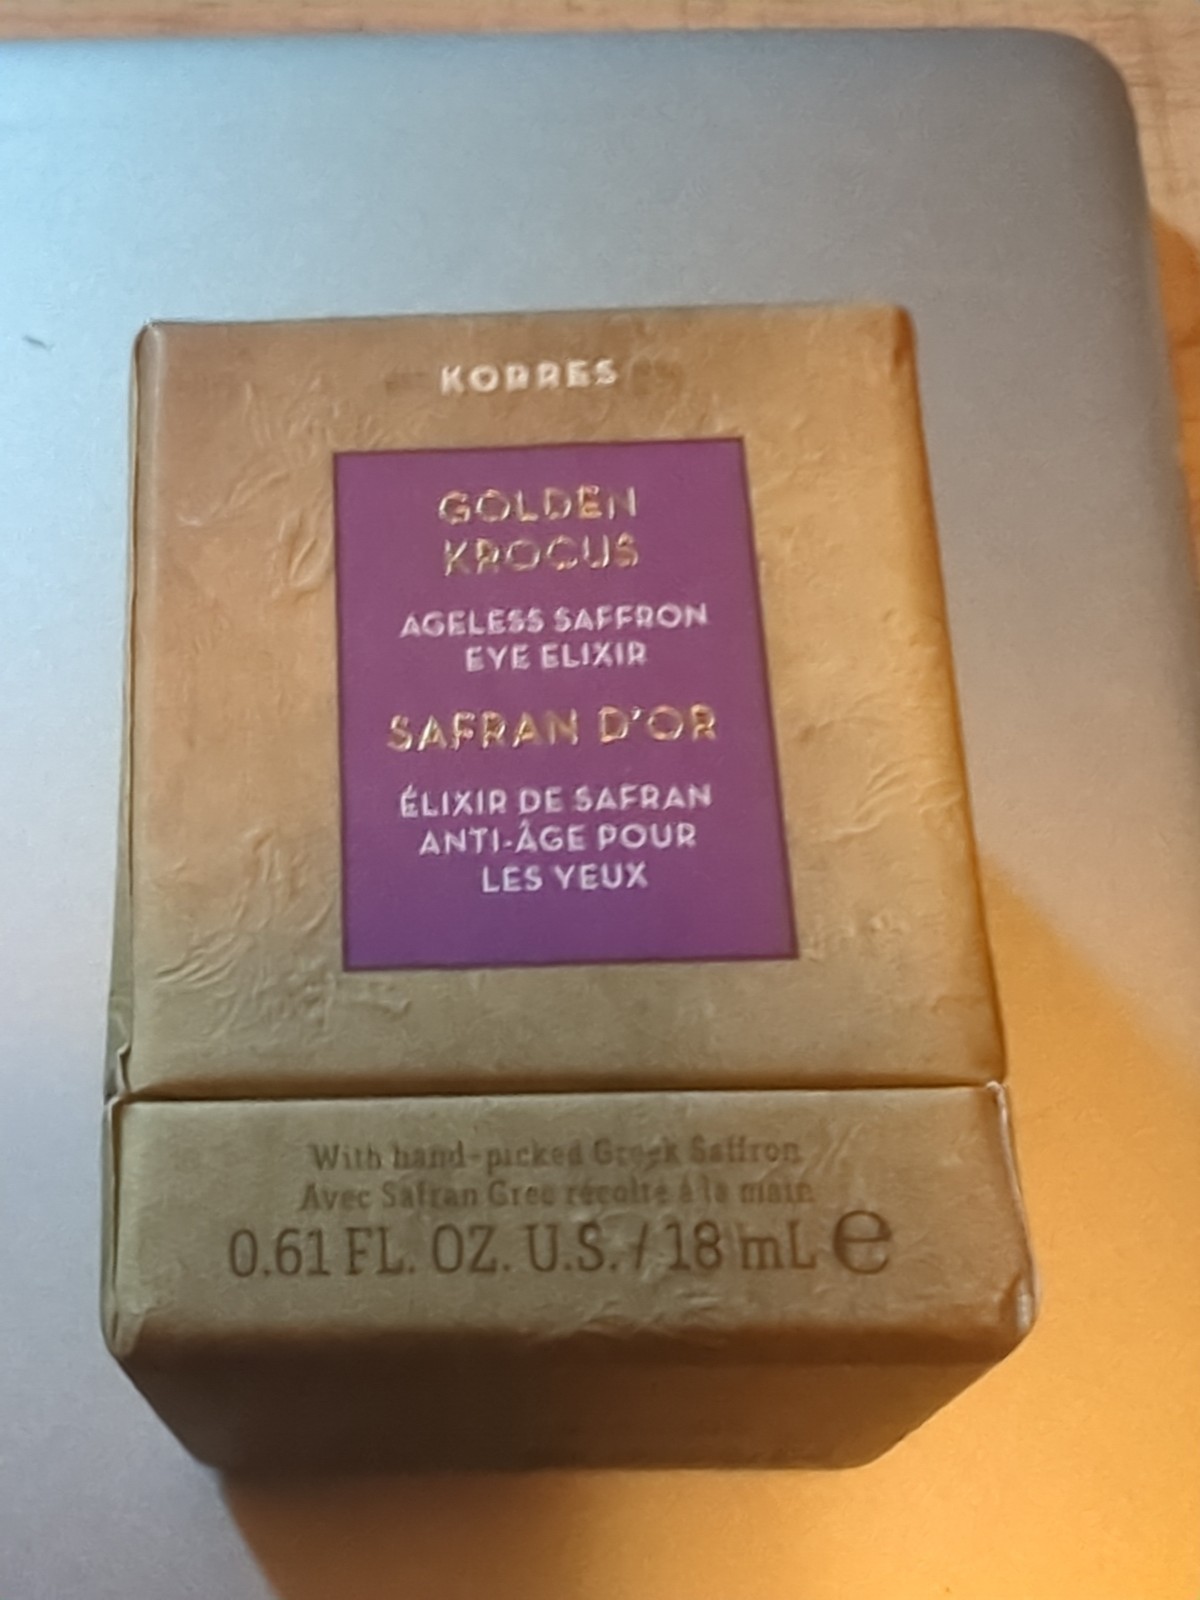 KORRES
GOLDEN
KROCUS
AGELESS SAFFRON
EYE ELIXIR
SAFRAN D'OR
ÉLIXIR DE SAFRAN
ANTI-ÂGE POUR
LES YEUX
With hand-picked Greek Saffron
Avec Safran Grec récolté à la main
0.61 FL. OZ. U.S. / 18 mL ℮